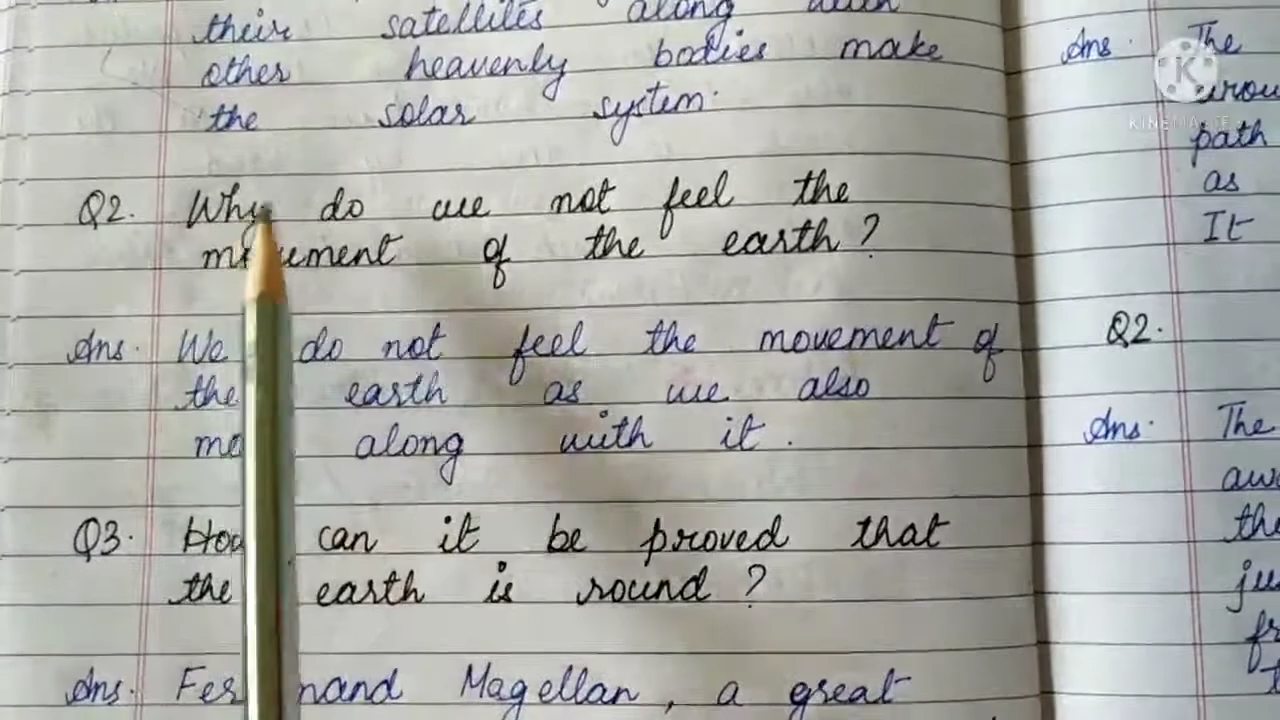 their satellites along with
other heavenly bodies make
the solar system.
Q2. Why do we not feel the
movement of the earth?
Ans. We do not feel the movement of
the earth as we also
along with it.
Q3. How can it be proved that
the earth is round?
Ans. Ferdinand Magellan, a great
Ans. The
path
as
It
Q2.
Ans. The
KINEMASTER